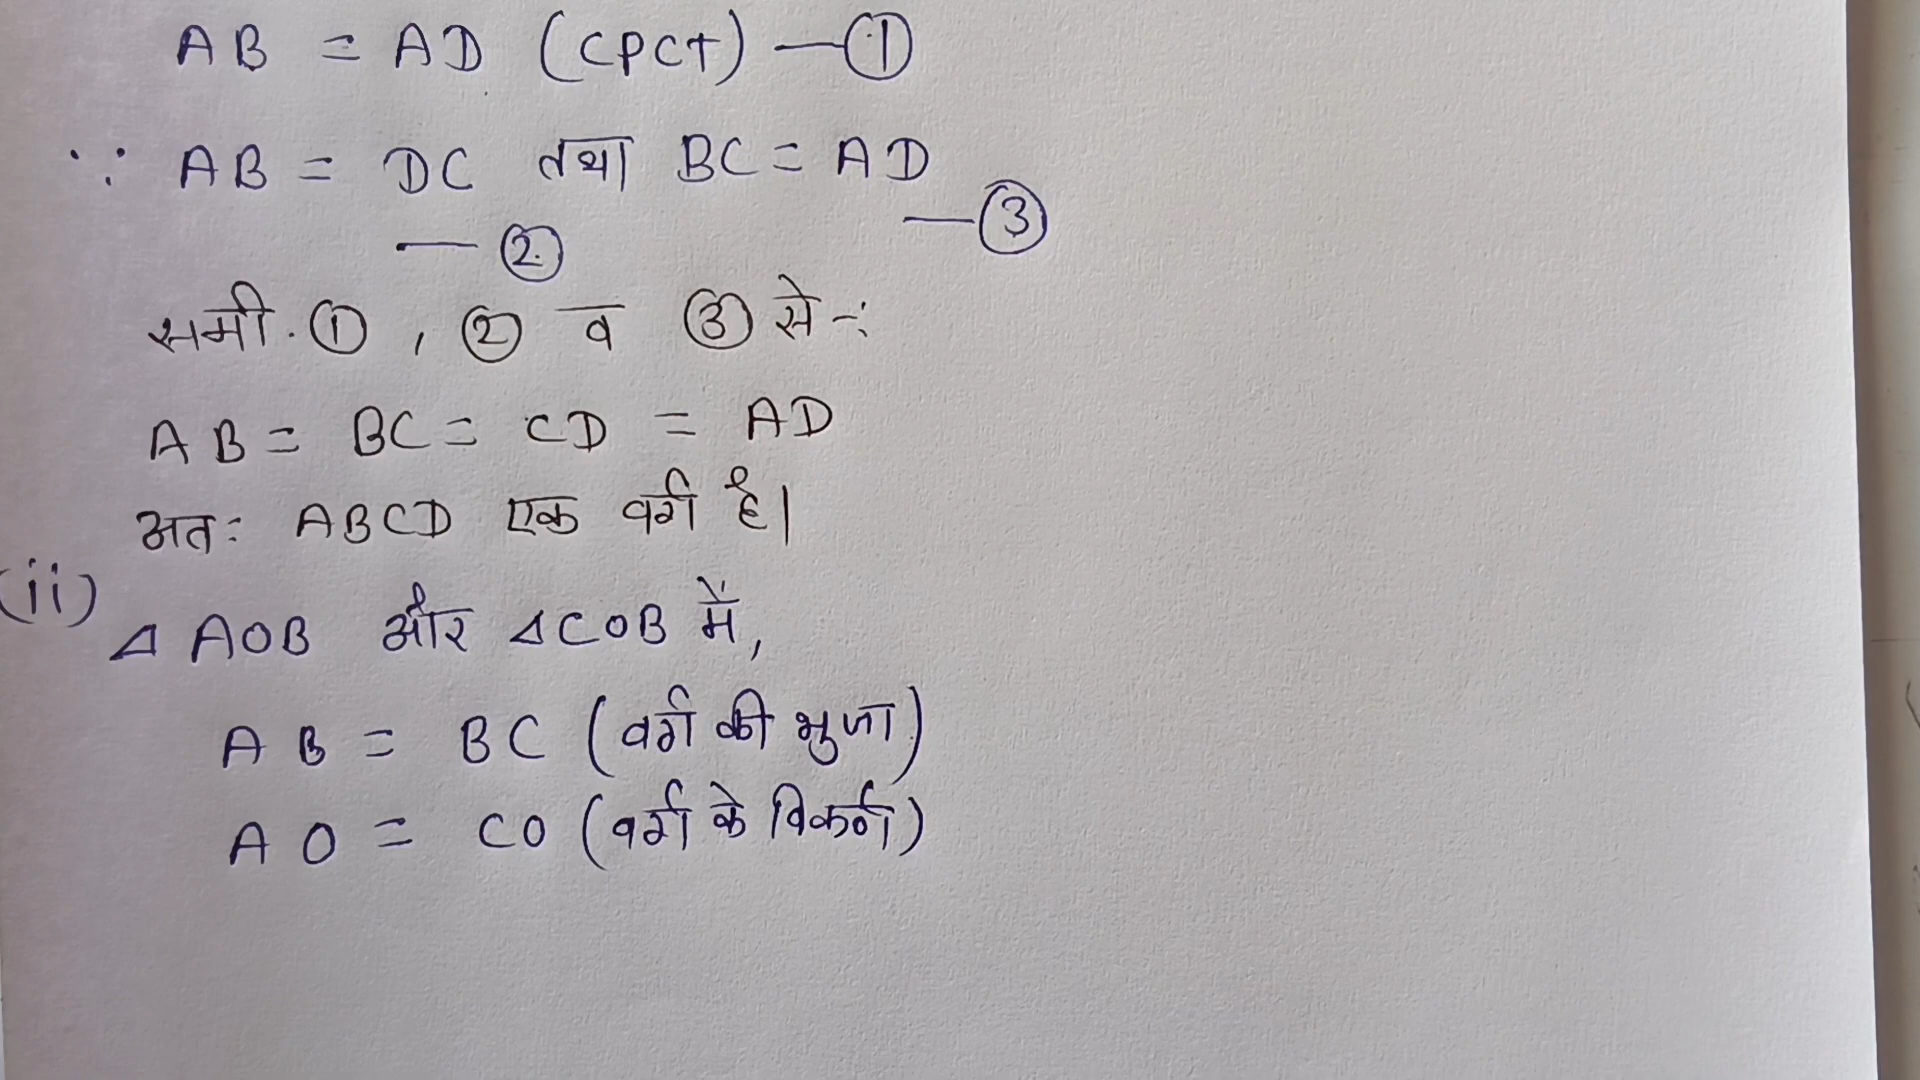 AB = AD (CPCT) —①
∵ AB = DC तथा BC = AD
—② —③
समी. ①, ② व ③ से -:
AB = BC = CD = AD
अतः ABCD एक वर्ग है।
(ii)
△ AOB और △COB में,
AB = BC (वर्ग की भुजा)
AO = CO (वर्ग के विकर्ण)